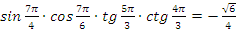 sin 7π/4 · cos 7π/6 · tg 5π/3 · ctg 4π/3 = −√6/4